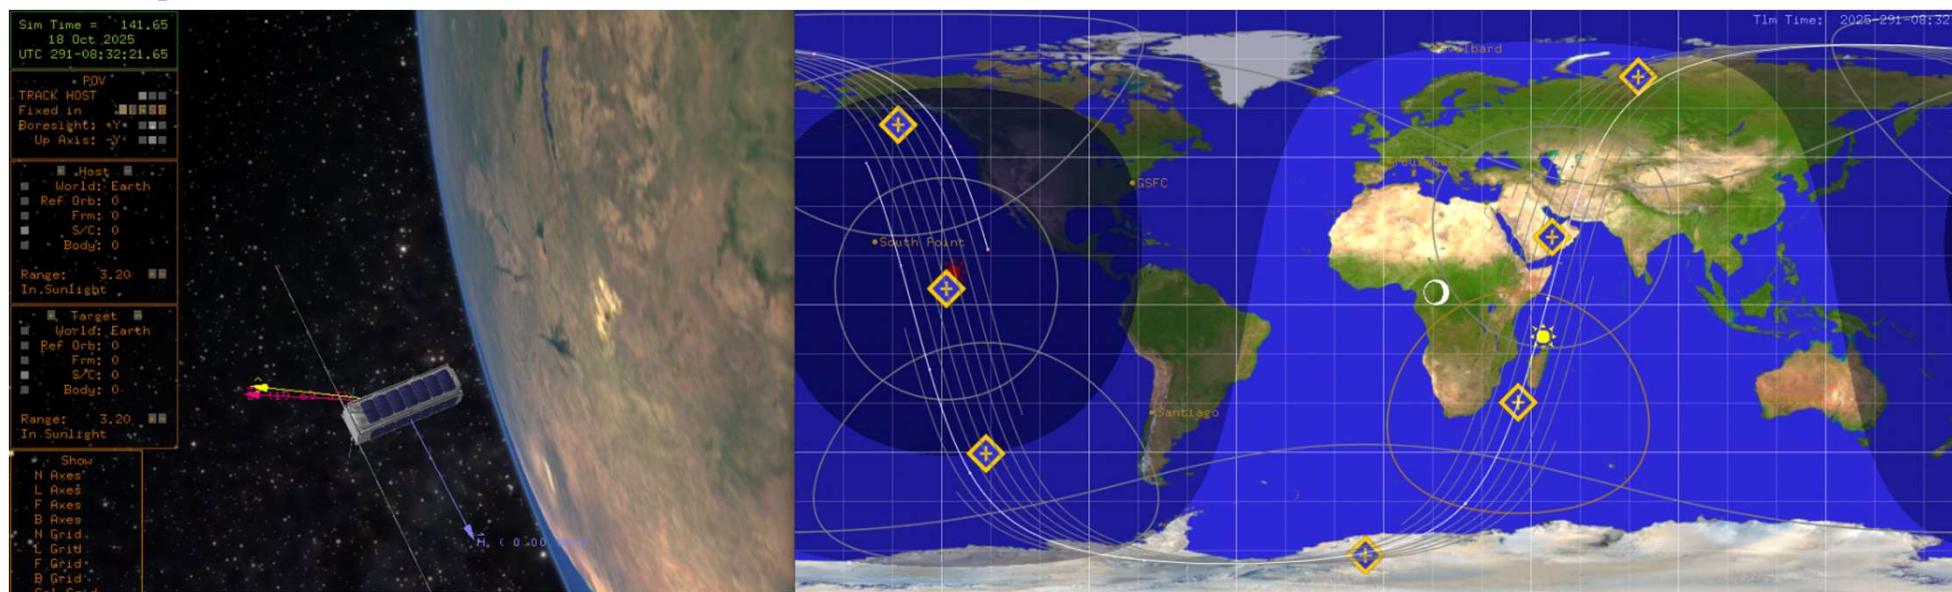 Sim Time =    141.65
18 Oct 2025
UTC 291-08:32:21.65
POV
TRACK HOST
Fixed in
Boresight: +Y
Up Axis: -Y
Host
World: Earth
Ref Orb: 0
Frm: 0
S/C: 0
Body: 0
Range:    3.20
In Sunlight
Target
World: Earth
Ref Orb: 0
Frm: 0
S/C: 0
Body: 0
Range:    3.20
In Sunlight
Show
N Axes
L Axes
F Axes
B Axes
N Grid
L Grid
F Grid
B Grid
H ( 0.00
Tlm Time:  2025-291-08:32
GSFC
South Point
Santiago